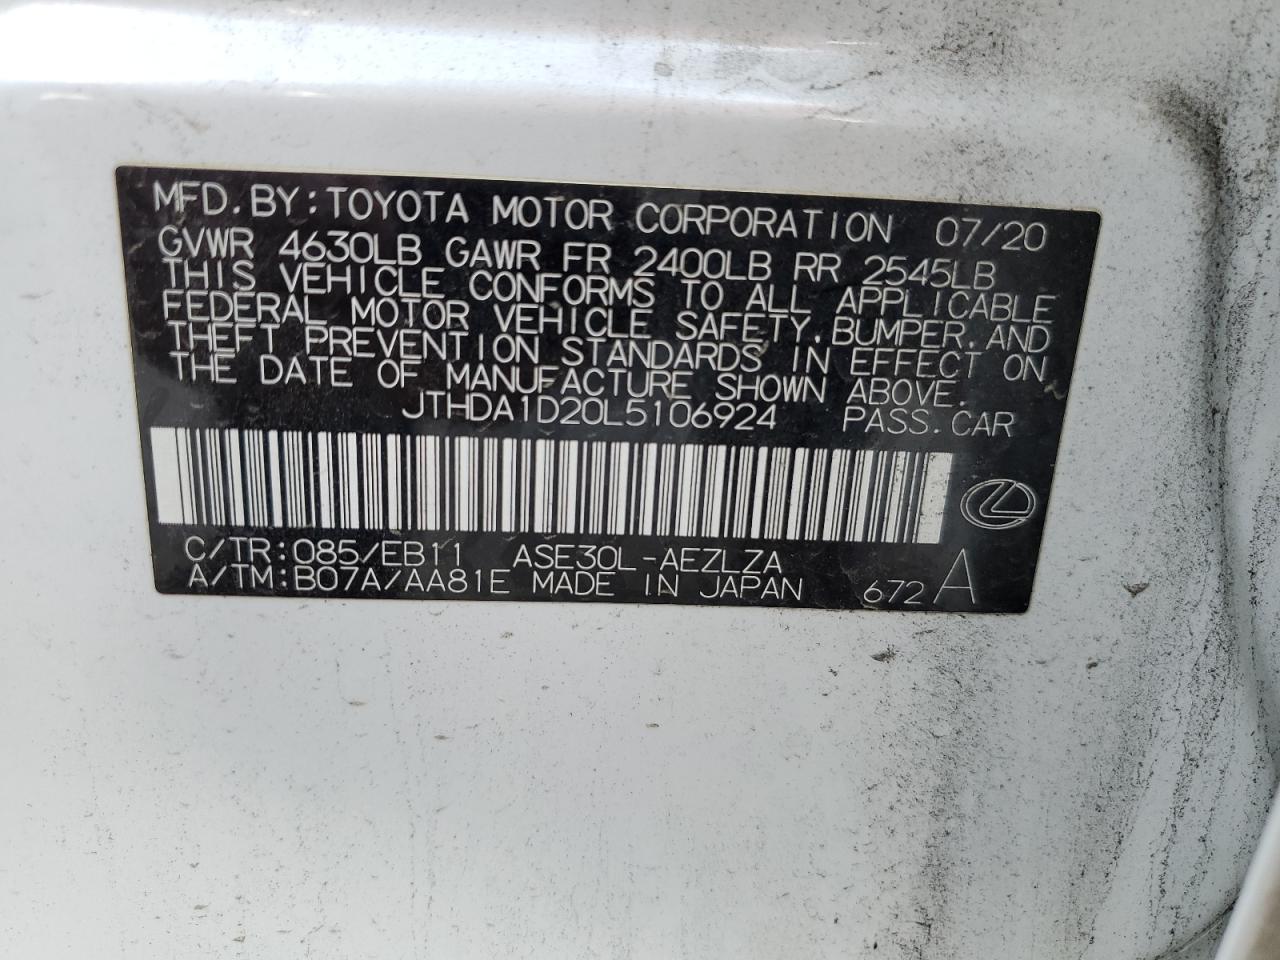 MFD.BY:TOYOTA MOTOR CORPORATION 07/20
GVWR 4630LB GAWR FR 2400LB RR 2545LB
THIS VEHICLE CONFORMS TO ALL APPLICABLE
FEDERAL MOTOR VEHICLE SAFETY,BUMPER,AND
THEFT PREVENTION STANDARDS IN EFFECT ON
THE DATE OF MANUFACTURE SHOWN ABOVE.
JTHDA1D20L5106924 PASS.CAR
C/TR:085/EB11 ASE30L-AEZLZA
A/TM:B07A/AA81E MADE IN JAPAN 672 A